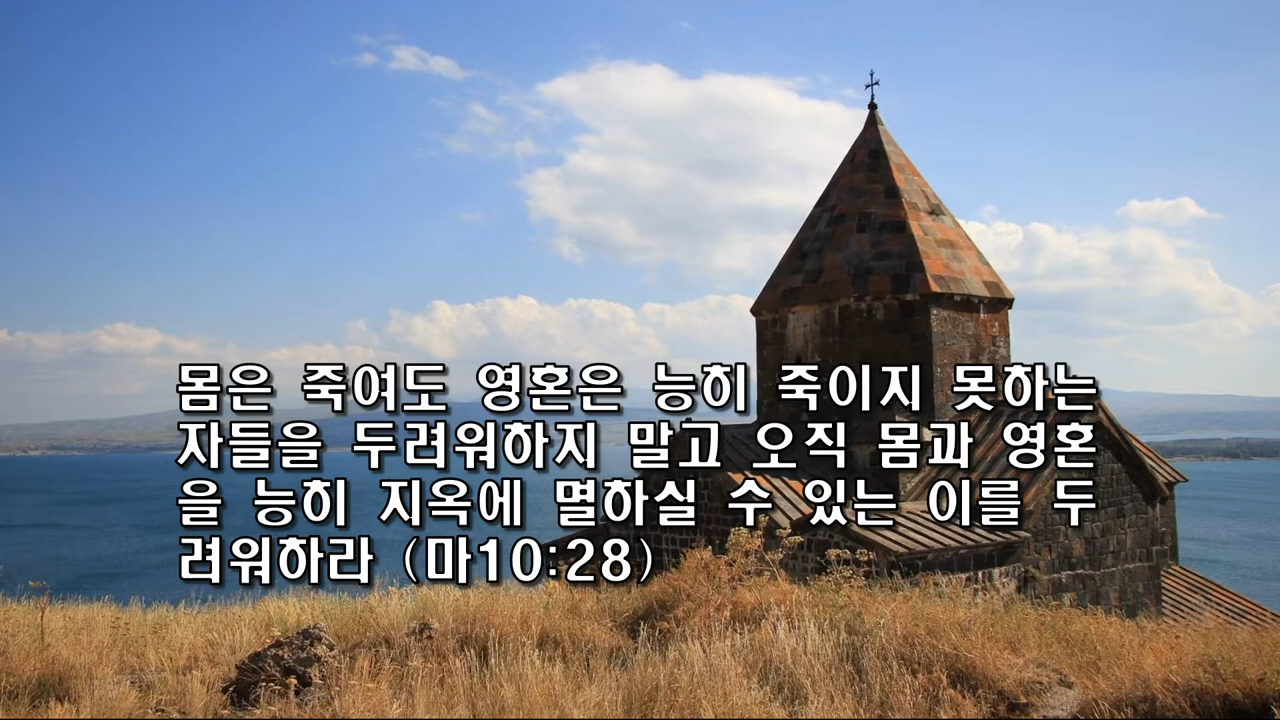 몸은 죽여도 영혼은 능히 죽이지 못하는
자들을 두려워하지 말고 오직 몸과 영혼
을 능히 지옥에 멸하실 수 있는 이를 두
려워하라 (마10:28)